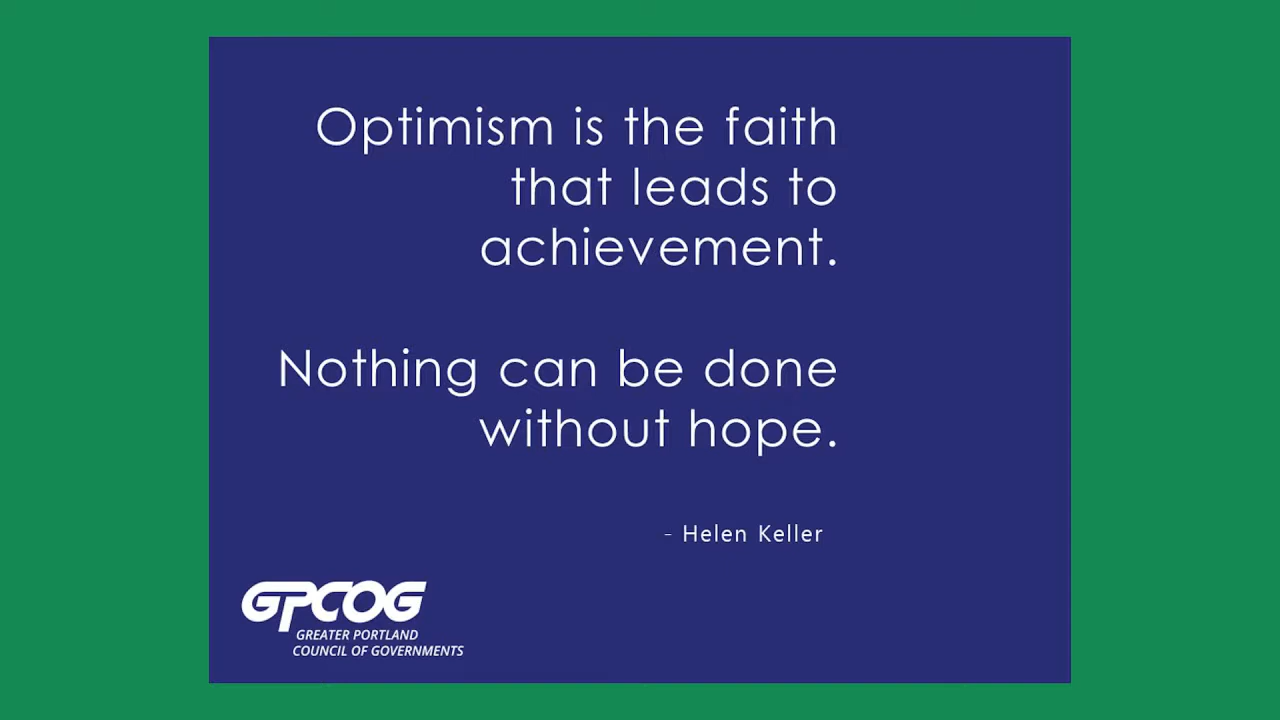 Optimism is the faith
that leads to
achievement.
Nothing can be done
without hope.
- Helen Keller
GPCOG
GREATER PORTLAND
COUNCIL OF GOVERNMENTS